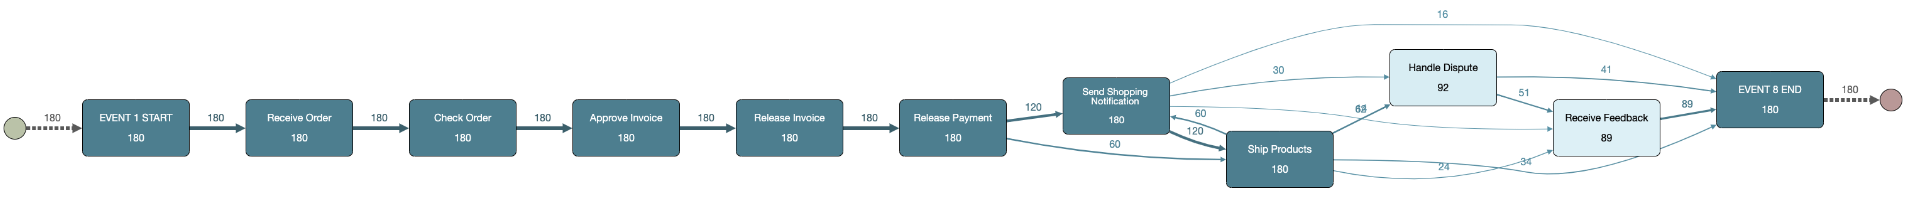 16
Handle Dispute
92
30
41
EVENT 8 END
180
180
Send Shopping
Notification
180
51
89
Receive Feedback
89
180
EVENT 1 START
180
180
Receive Order
180
180
Check Order
180
180
Approve Invoice
180
180
Release Invoice
180
180
Release Payment
180
120
60
60
120
Ship Products
180
24
34